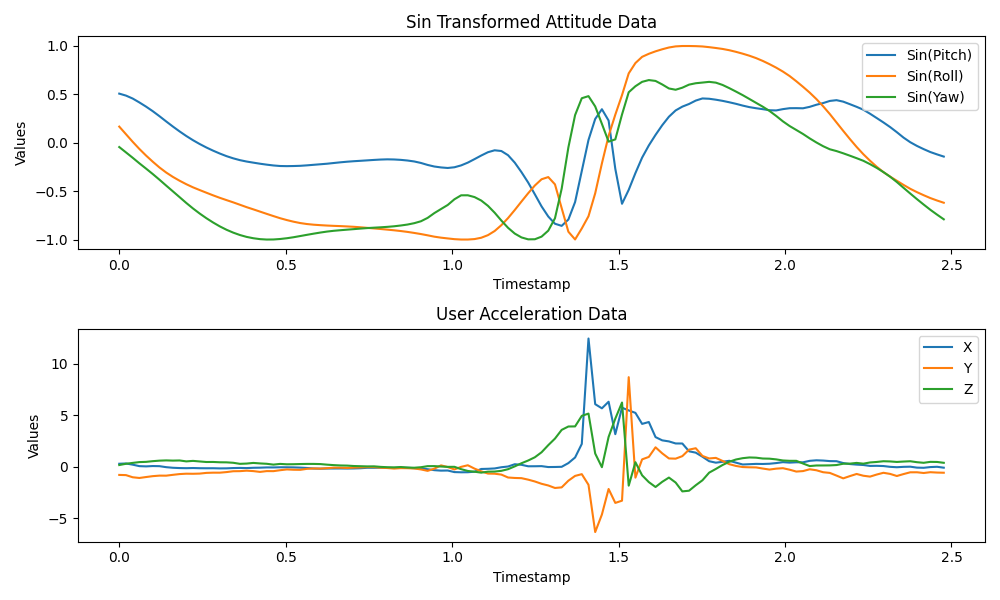 Sin Transformed Attitude Data
Values
1.0
0.5
0.0
−0.5
−1.0
Sin(Pitch)
Sin(Roll)
Sin(Yaw)
0.0 0.5 1.0 1.5 2.0 2.5
Timestamp
User Acceleration Data
Values
10
5
0
−5
X
Y
Z
0.0 0.5 1.0 1.5 2.0 2.5
Timestamp